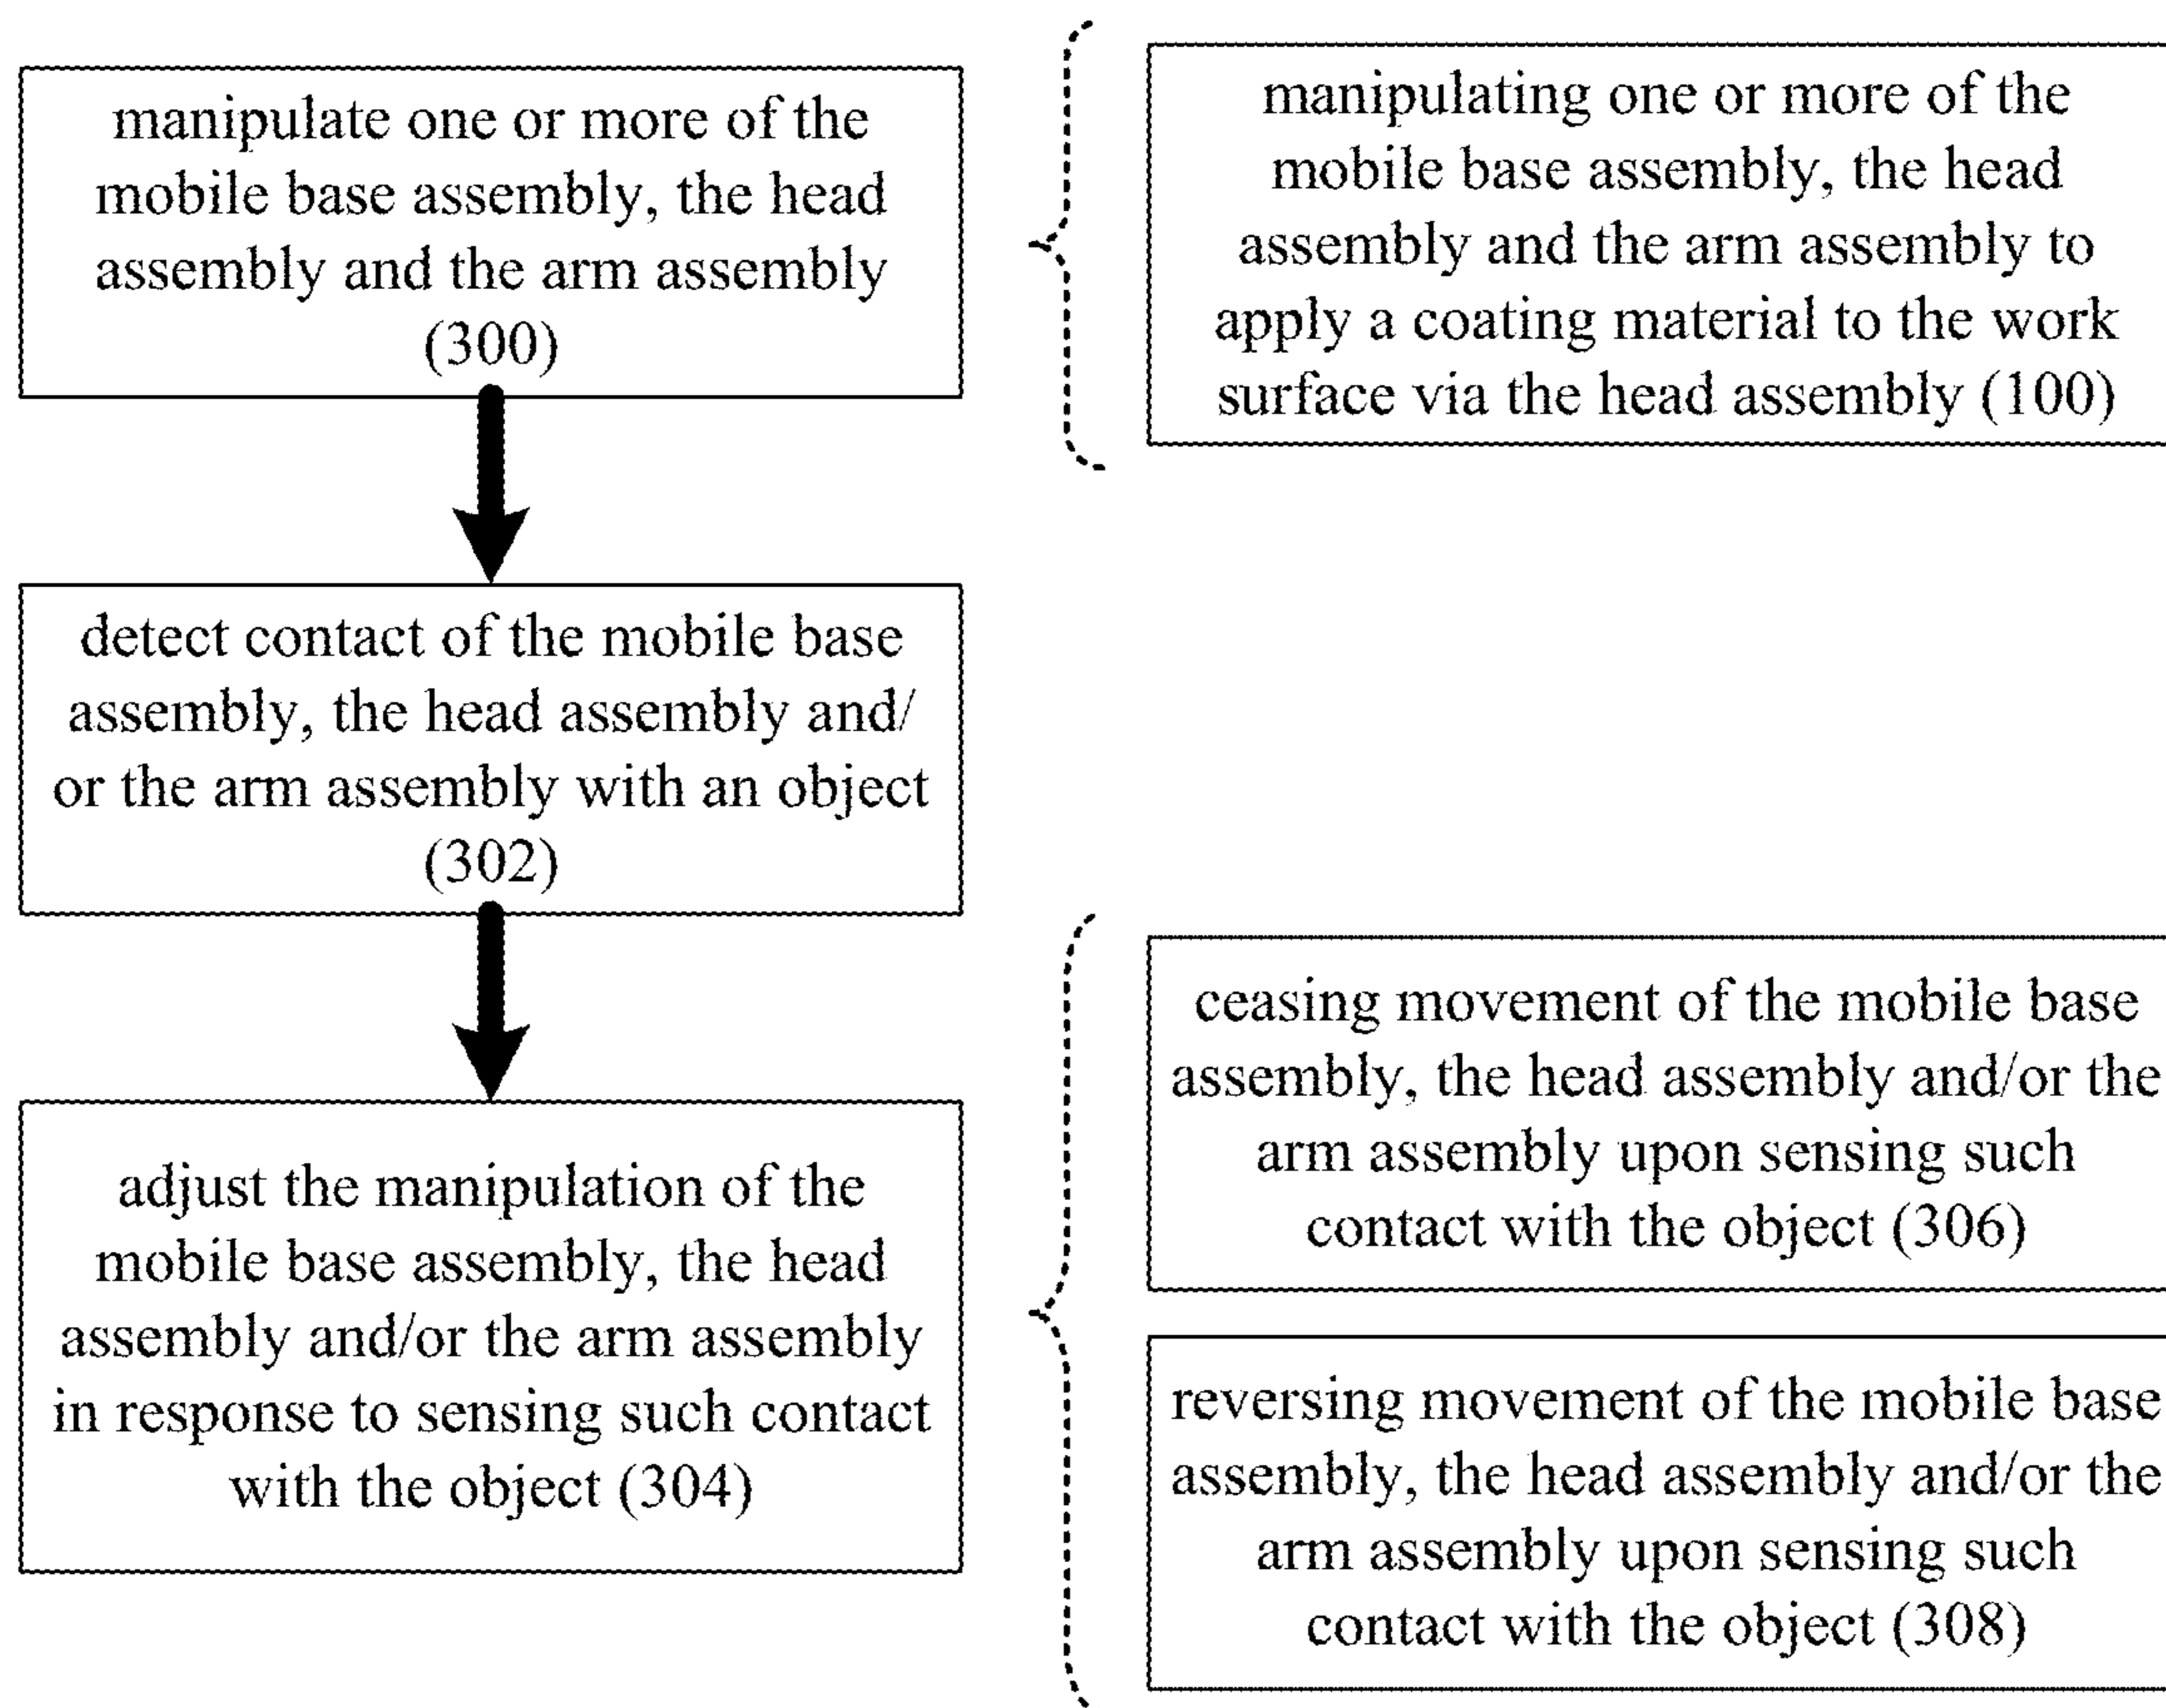 manipulate one or more of the
mobile base assembly, the head
assembly and the arm assembly
(300)
manipulating one or more of the
mobile base assembly, the head
assembly and the arm assembly to
apply a coating material to the work
surface via the head assembly (100)
detect contact of the mobile base
assembly, the head assembly and/
or the arm assembly with an object
(302)
adjust the manipulation of the
mobile base assembly, the head
assembly and/or the arm assembly
in response to sensing such contact
with the object (304)
ceasing movement of the mobile base
assembly, the head assembly and/or the
arm assembly upon sensing such
contact with the object (306)
reversing movement of the mobile base
assembly, the head assembly and/or the
arm assembly upon sensing such
contact with the object (308)